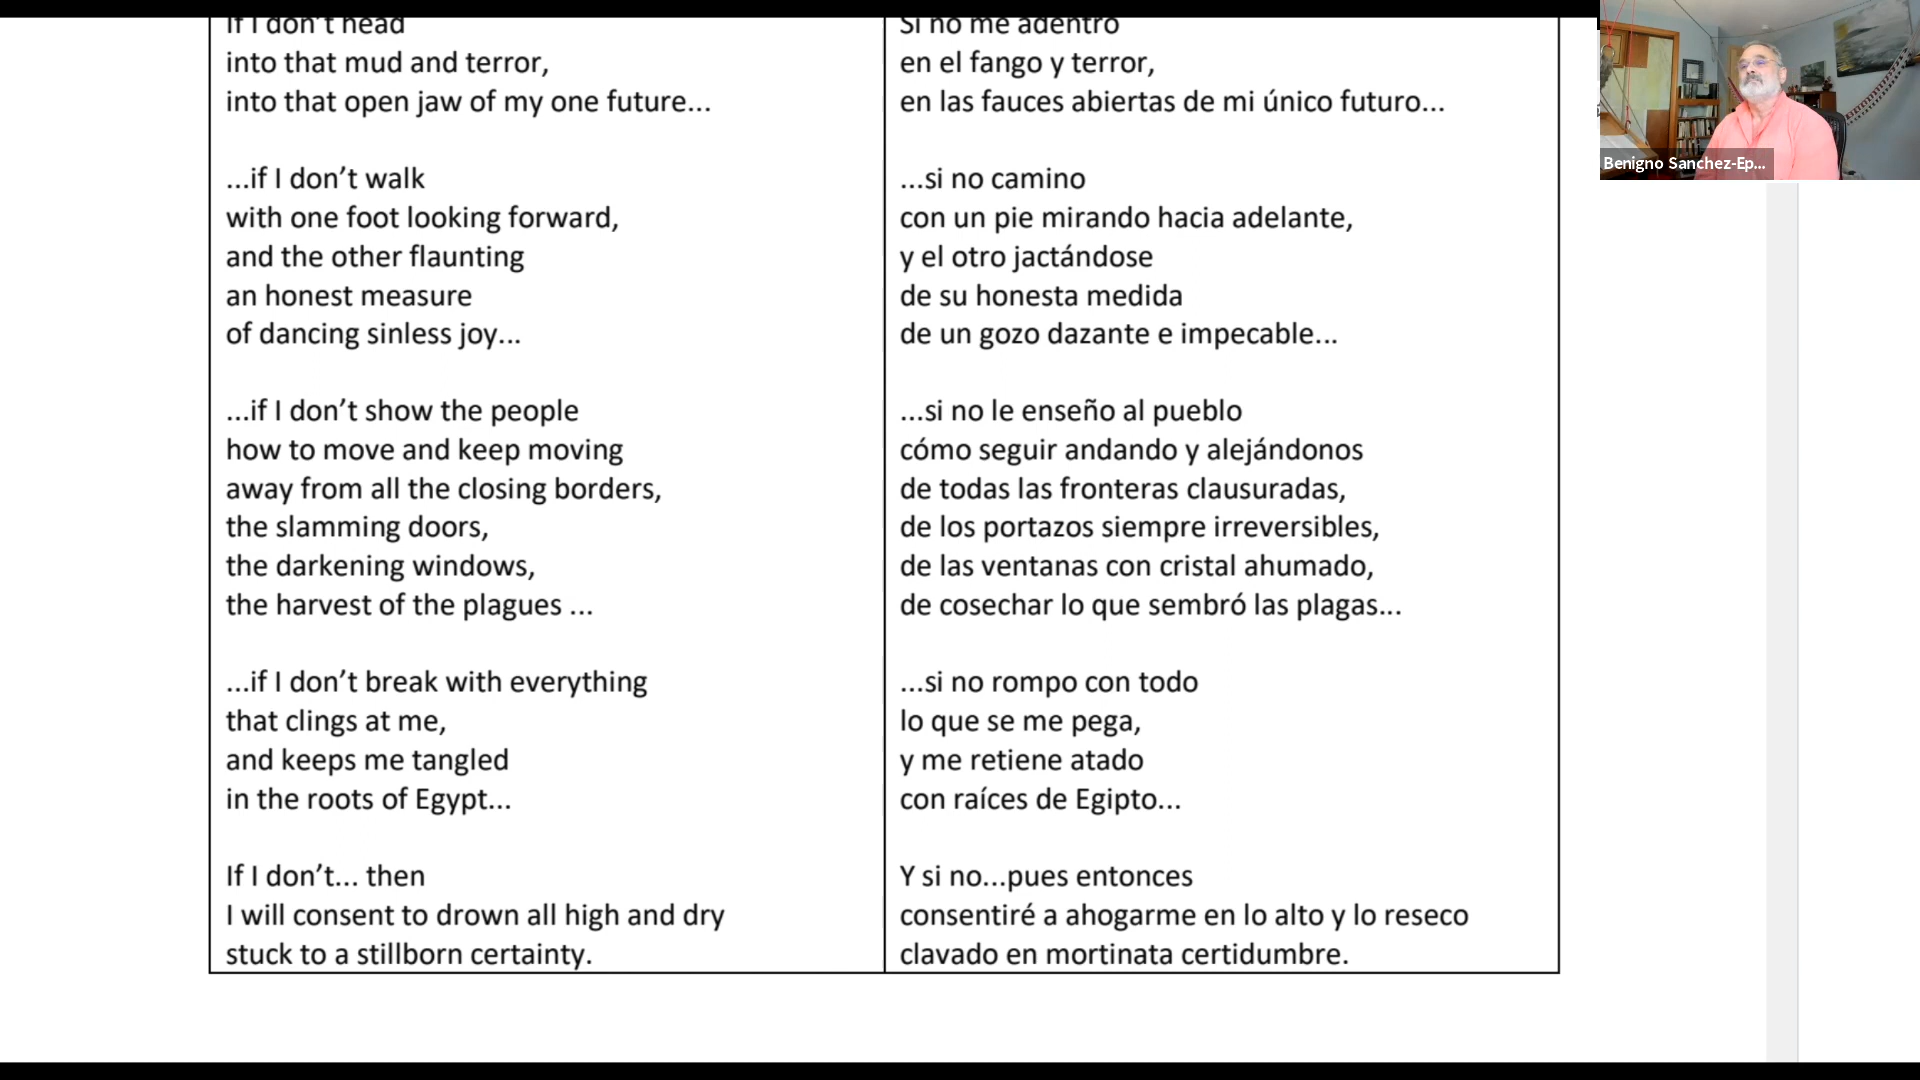 If I don't head
into that mud and terror,
into that open jaw of my one future...
...if I don't walk
with one foot looking forward,
and the other flaunting
an honest measure
of dancing sinless joy...
...if I don't show the people
how to move and keep moving
away from all the closing borders,
the slamming doors,
the darkening windows,
the harvest of the plagues ...
...if I don't break with everything
that clings at me,
and keeps me tangled
in the roots of Egypt...
If I don't... then
I will consent to drown all high and dry
stuck to a stillborn certainty.
Si no me adentro
en el fango y terror,
en las fauces abiertas de mi único futuro...
...si no camino
con un pie mirando hacia adelante,
y el otro jactándose
de su honesta medida
de un gozo dazante e impecable...
...si no le enseño al pueblo
cómo seguir andando y alejándonos
de todas las fronteras clausuradas,
de los portazos siempre irreversibles,
de las ventanas con cristal ahumado,
de cosechar lo que sembró las plagas...
...si no rompo con todo
lo que se me pega,
y me retiene atado
con raíces de Egipto...
Y si no...pues entonces
consentiré a ahogarme en lo alto y lo reseco
clavado en mortinata certidumbre.
Benigno Sanchez-Ep...